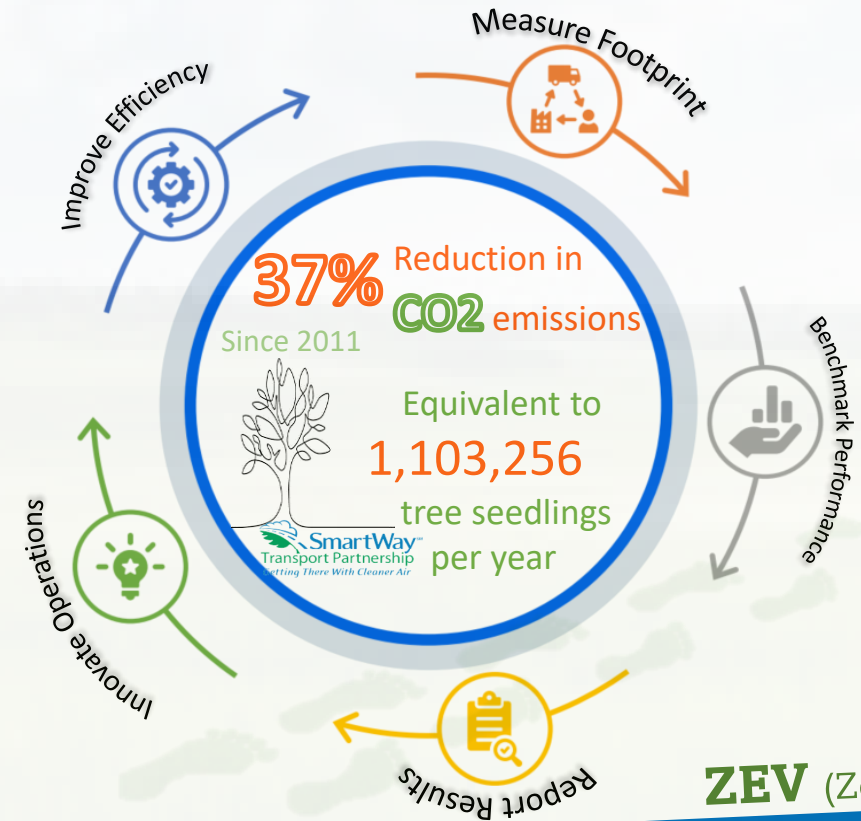 Measure Footprint
Improve Efficiency
37% Reduction in
CO2 emissions
Since 2011
Equivalent to
1,103,256
tree seedlings
per year
SmartWay
Transport Partnership
Getting There With Cleaner Air
Benchmark Performance
Innovate Operations
Report Results
ZEV